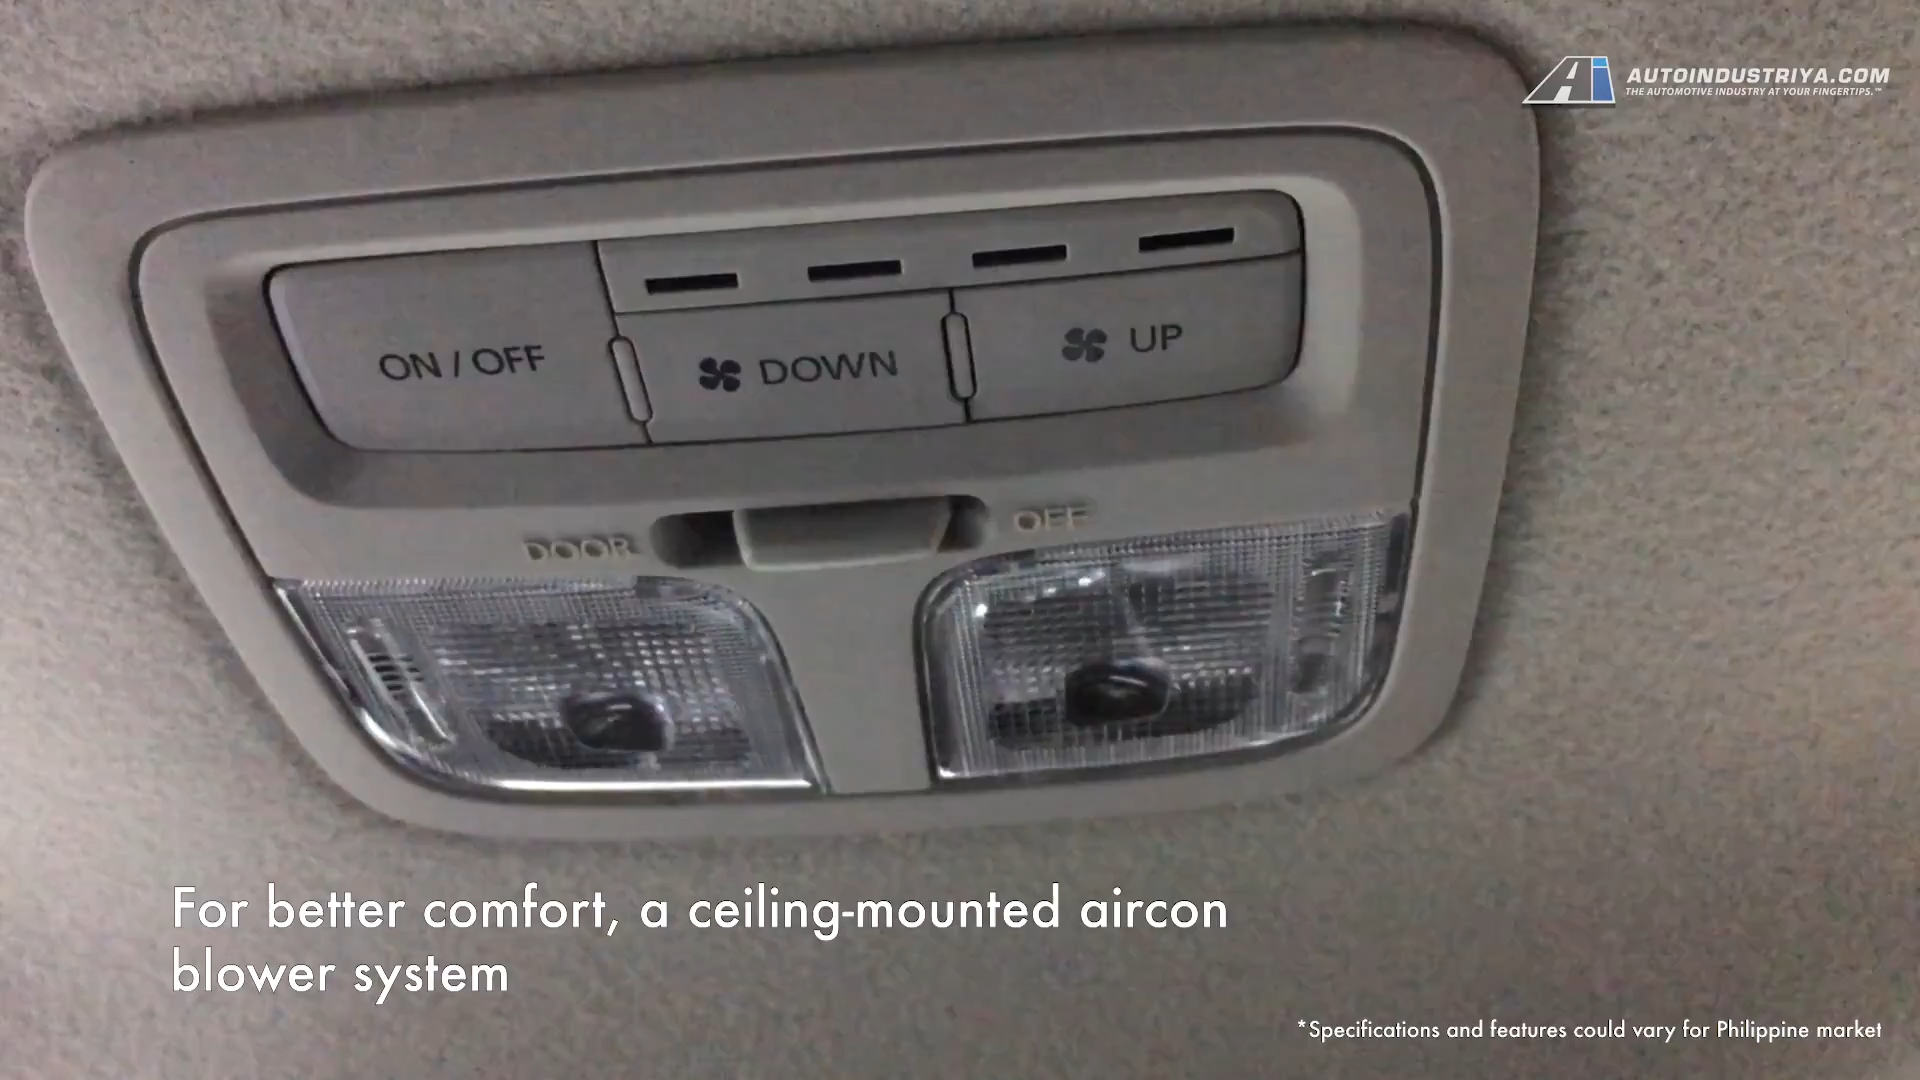 AUTOINDUSTRIYA.COM
THE AUTOMOTIVE INDUSTRY AT YOUR FINGERTIPS.™
ON / OFF
DOWN
UP
DOOR
OFF
For better comfort, a ceiling-mounted aircon
blower system
*Specifications and features could vary for Philippine market